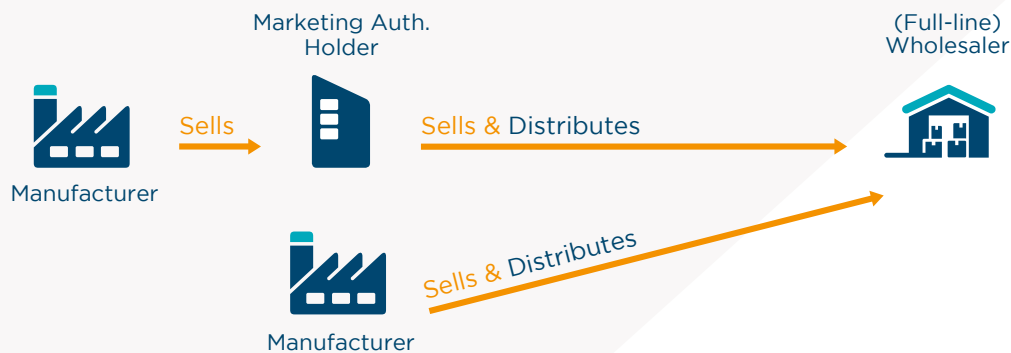 Marketing Auth.
Holder
(Full-line)
Wholesaler
Sells
Sells & Distributes
Manufacturer
Sells & Distributes
Manufacturer